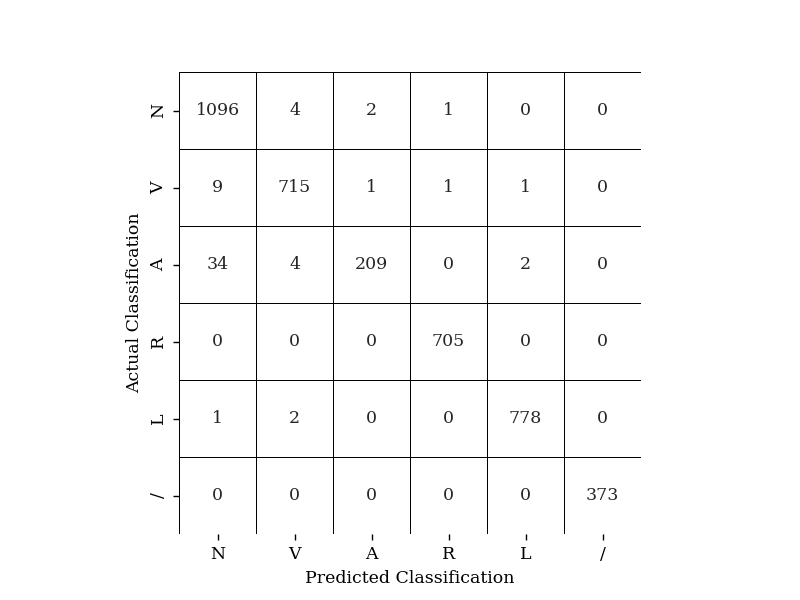 N 1096 4 2 1 0 0
V 9 715 1 1 1 0
A 34 4 209 0 2 0
R 0 0 0 705 0 0
L 1 2 0 0 778 0
/ 0 0 0 0 0 373
N V A R L /
Actual Classification
Predicted Classification